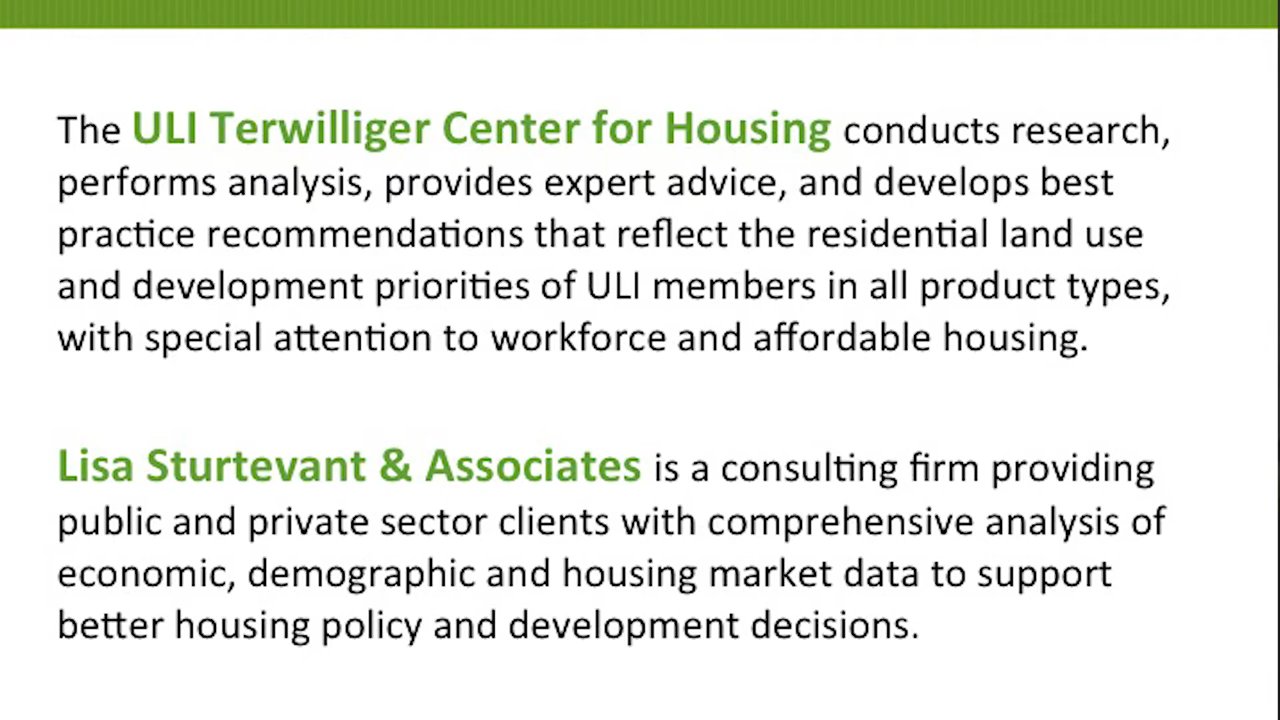 The ULI Terwilliger Center for Housing conducts research,
performs analysis, provides expert advice, and develops best
practice recommendations that reflect the residential land use
and development priorities of ULI members in all product types,
with special attention to workforce and affordable housing.
Lisa Sturtevant & Associates is a consulting firm providing
public and private sector clients with comprehensive analysis of
economic, demographic and housing market data to support
better housing policy and development decisions.